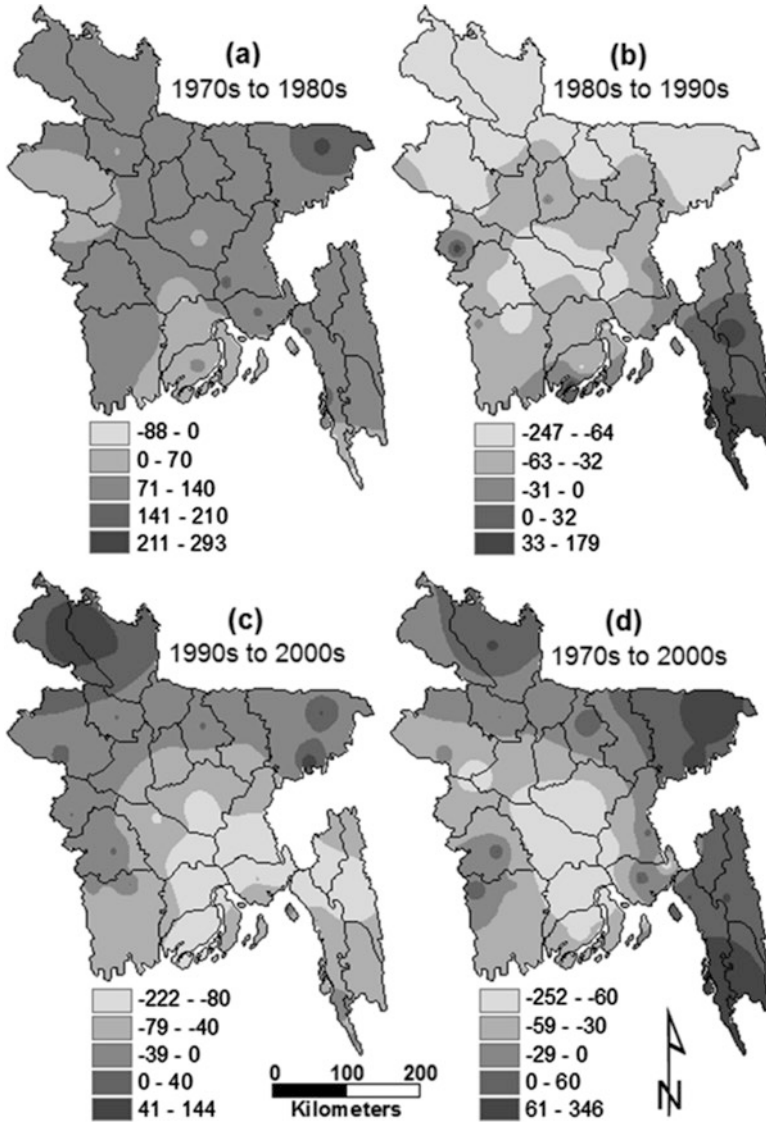 (a)
1970s to 1980s
-88 - 0
0 - 70
71 - 140
141 - 210
211 - 293
(b)
1980s to 1990s
-247 - -64
-63 - -32
-31 - 0
0 - 32
33 - 179
(c)
1990s to 2000s
-222 - -80
-79 - -40
-39 - 0
0 - 40
41 - 144
0 100 200
Kilometers
(d)
1970s to 2000s
-252 - -60
-59 - -30
-29 - 0
0 - 60
61 - 346
N